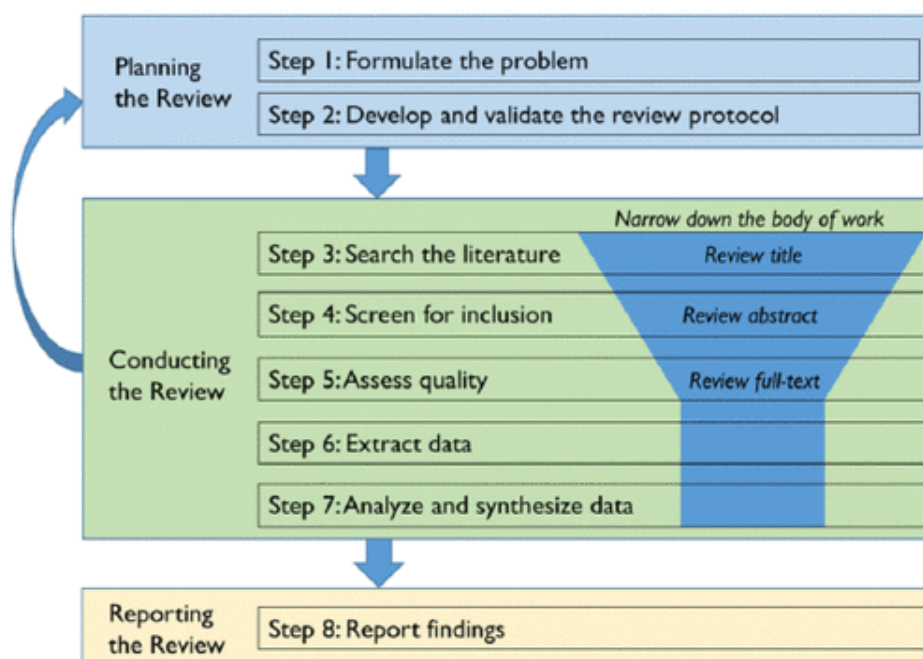 Planning
the Review
Step 1: Formulate the problem
Step 2: Develop and validate the review protocol
Conducting
the Review
Narrow down the body of work
Step 3: Search the literature
Review title
Step 4: Screen for inclusion
Review abstract
Step 5: Assess quality
Review full-text
Step 6: Extract data
Step 7: Analyze and synthesize data
Reporting
the Review
Step 8: Report findings